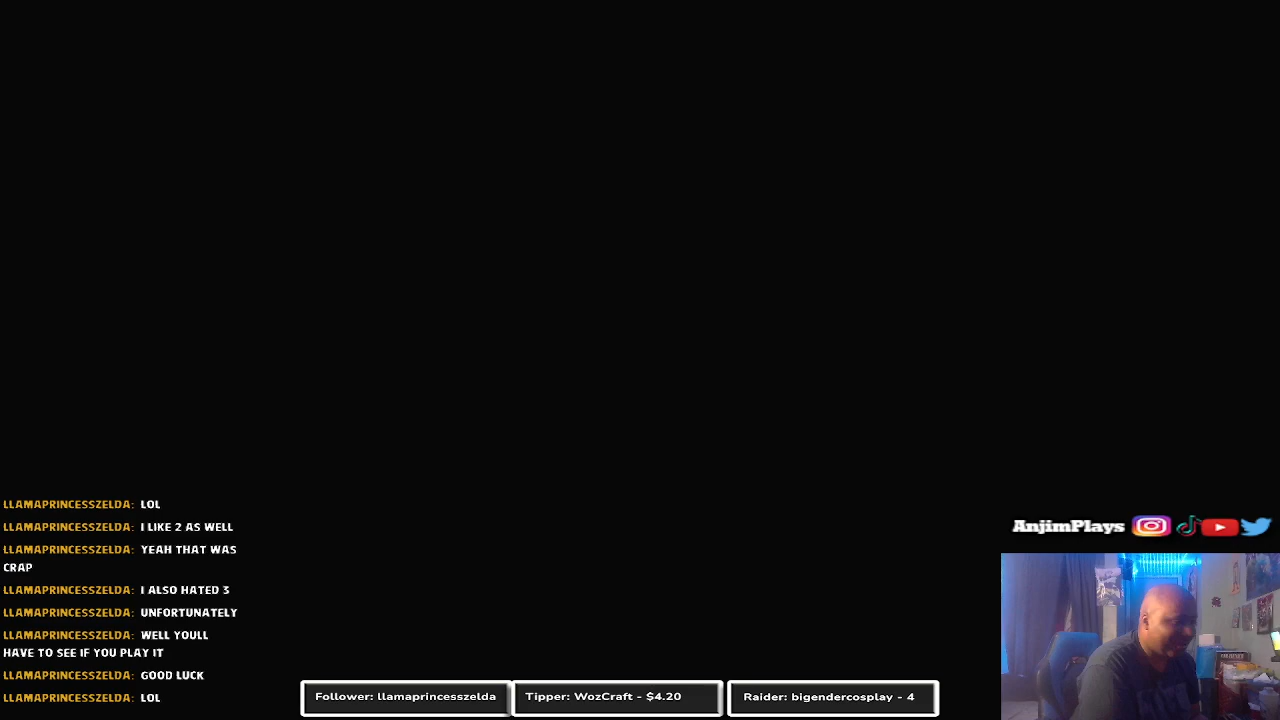 LLAMAPRINCESSZELDA: LOL
LLAMAPRINCESSZELDA: I LIKE 2 AS WELL
LLAMAPRINCESSZELDA: YEAH THAT WAS
CRAP
LLAMAPRINCESSZELDA: I ALSO HATED 3
LLAMAPRINCESSZELDA: UNFORTUNATELY
LLAMAPRINCESSZELDA: WELL YOULL
HAVE TO SEE IF YOU PLAY IT
LLAMAPRINCESSZELDA: GOOD LUCK
LLAMAPRINCESSZELDA: LOL
Follower: llamaprincesszelda
Tipper: WozCraft - $4.20
Raider: bigendercosplay - 4
AnjimPlays